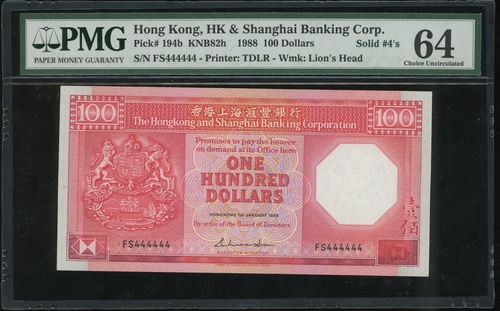 PMG
PAPER MONEY GUARANTY
Hong Kong, HK & Shanghai Banking Corp.
Pick# 194b KNB82h 1988 100 Dollars
Solid #4's
S/N FS444444 - Printer: TDLR - Wmk: Lion's Head
64
Choice Uncirculated
100
香港上海滙豐銀行
100
The Hongkong and Shanghai Banking Corporation
Promises to pay the bearer
on demand at its Office here
ONE
HUNDRED
DOLLARS
HONGKONG 1st JANUARY 1988
By order of the Board of Directors
壹佰
FS444444
FS444444